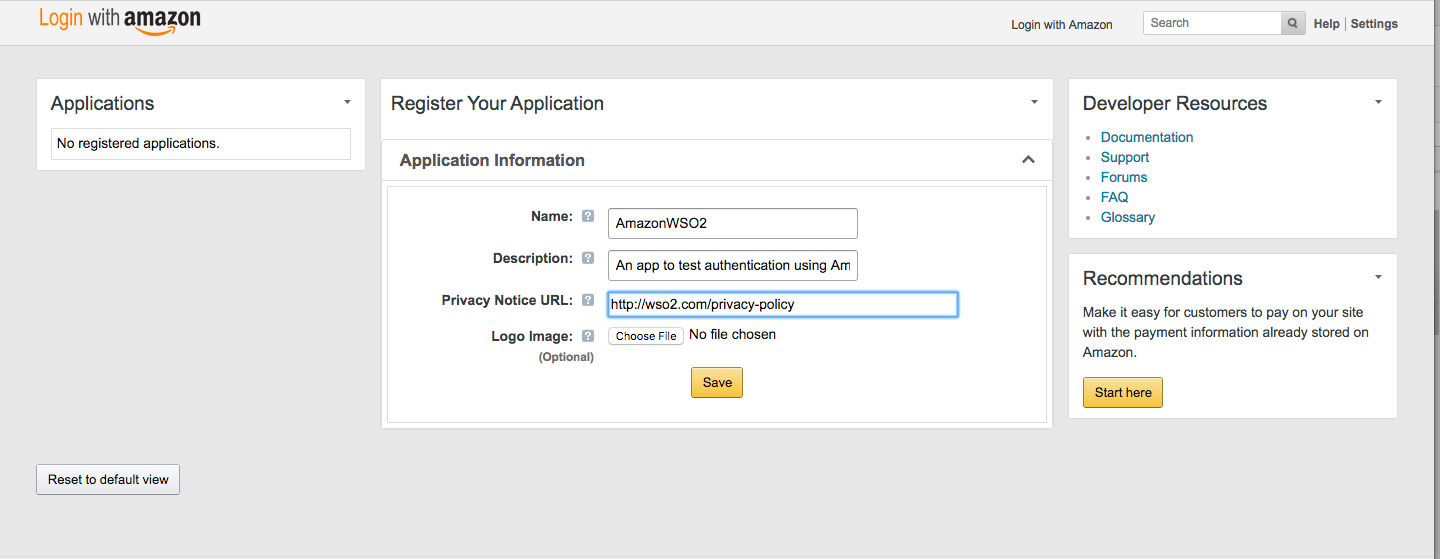 Login with amazon
Login with Amazon
Search
Help
Settings
Applications
No registered applications.
Register Your Application
Application Information
Name: ? AmazonWSO2
Description: ? An app to test authentication using Am
Privacy Notice URL: ? http://wso2.com/privacy-policy
Logo Image: ? Choose File No file chosen
(Optional)
Save
Developer Resources
Documentation
Support
Forums
FAQ
Glossary
Recommendations
Make it easy for customers to pay on your site
with the payment information already stored on
Amazon.
Start here
Reset to default view